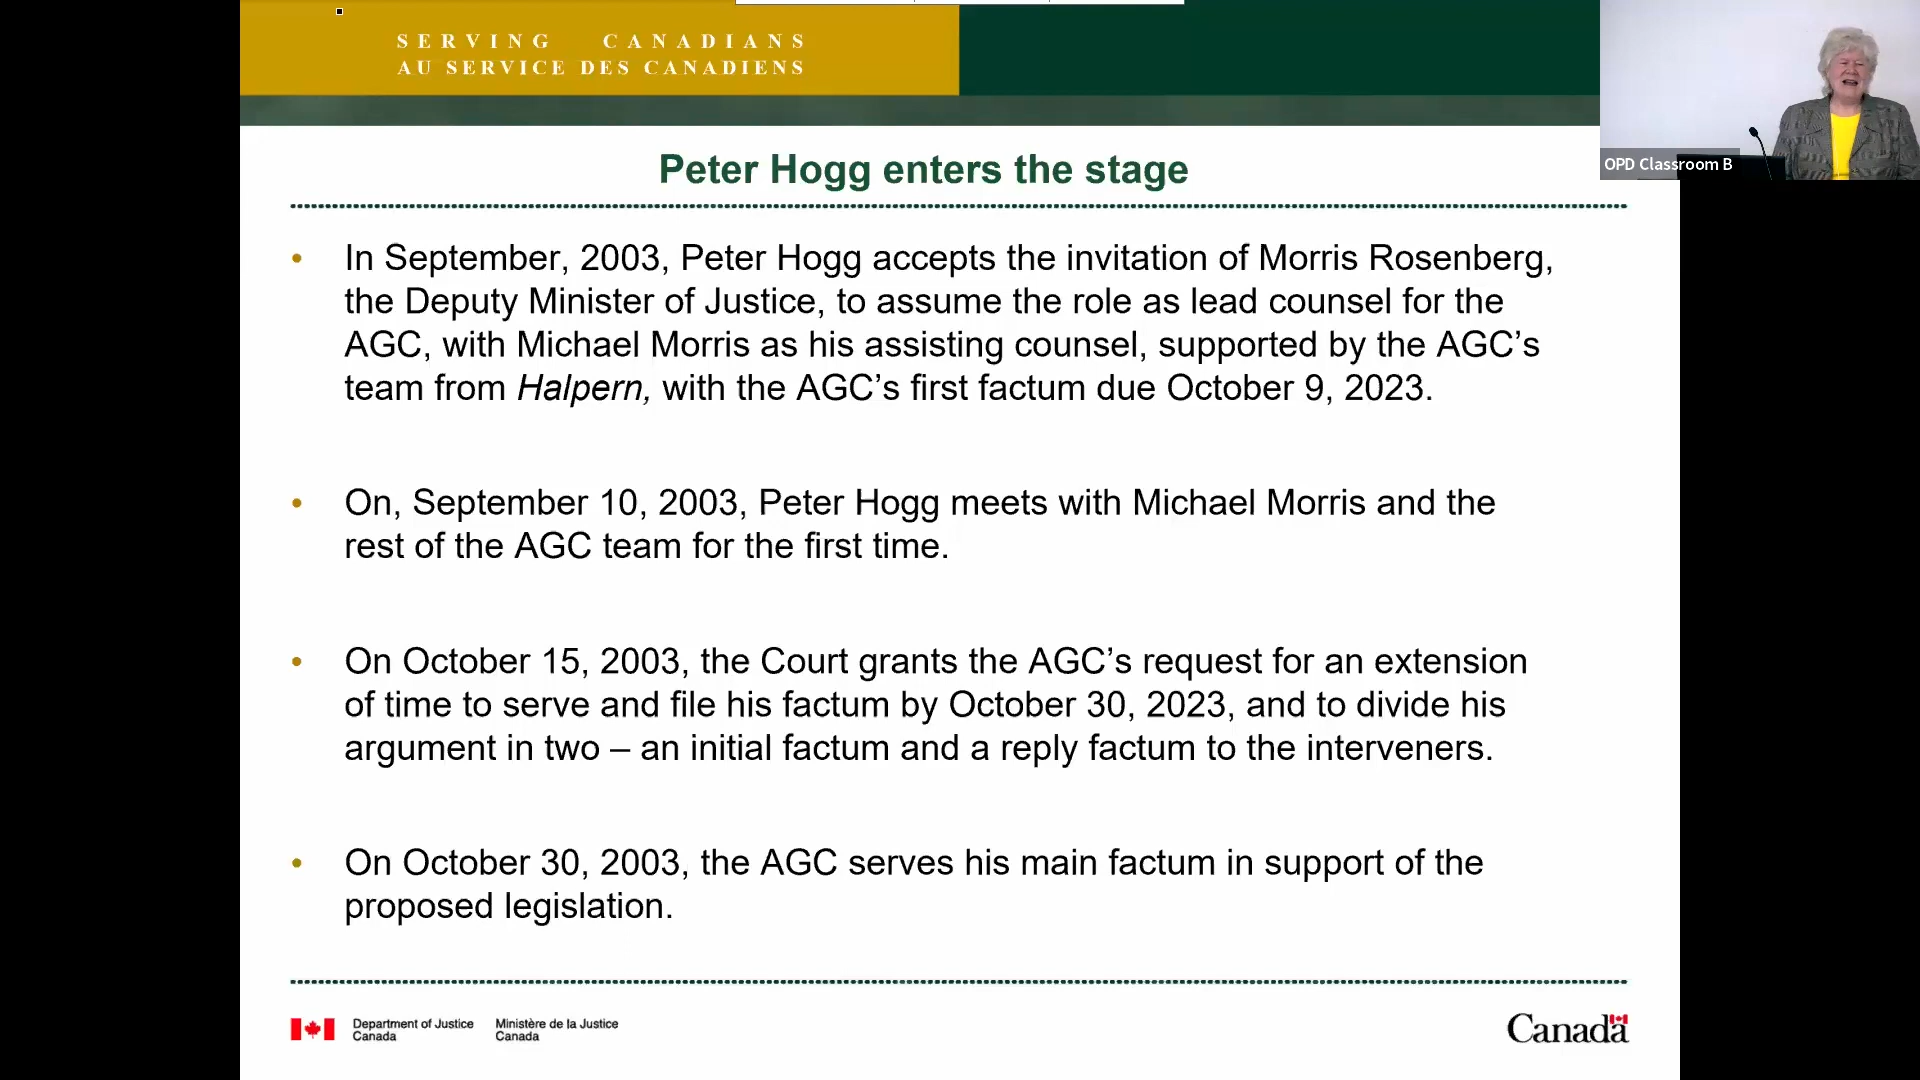 SERVING CANADIANS
AU SERVICE DES CANADIENS
OPD Classroom B
Peter Hogg enters the stage
• In September, 2003, Peter Hogg accepts the invitation of Morris Rosenberg,
the Deputy Minister of Justice, to assume the role as lead counsel for the
AGC, with Michael Morris as his assisting counsel, supported by the AGC’s
team from Halpern, with the AGC’s first factum due October 9, 2023.
• On, September 10, 2003, Peter Hogg meets with Michael Morris and the
rest of the AGC team for the first time.
• On October 15, 2003, the Court grants the AGC’s request for an extension
of time to serve and file his factum by October 30, 2023, and to divide his
argument in two – an initial factum and a reply factum to the interveners.
• On October 30, 2003, the AGC serves his main factum in support of the
proposed legislation.
Department of Justice
Canada
Ministère de la Justice
Canada
Canada